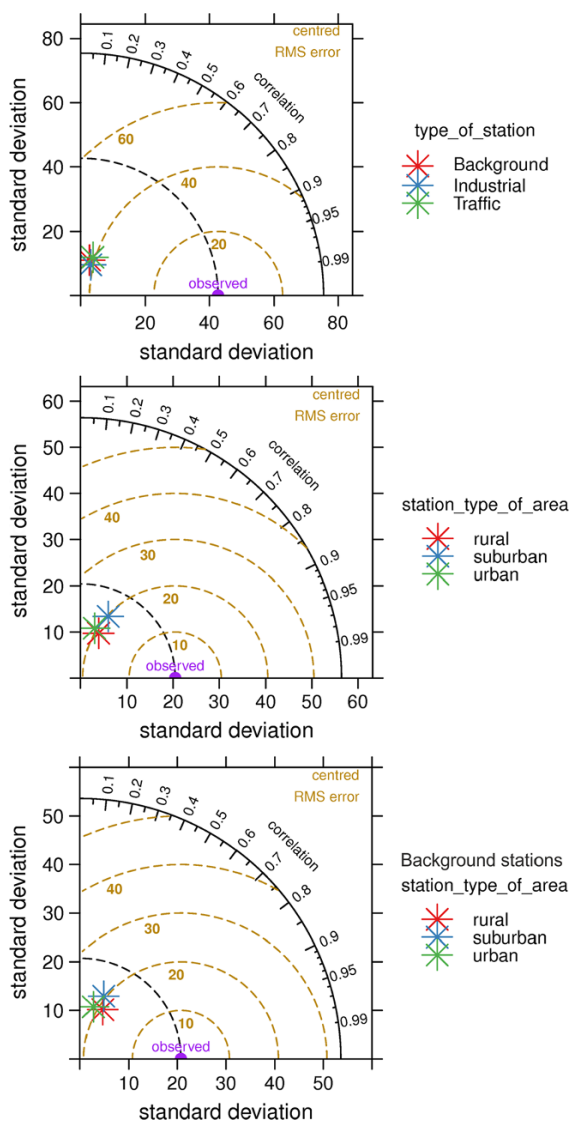 80
60
40
20
standard deviation
centred
RMS error
0.1
0.2
0.3
0.4
0.5
0.6
0.7
0.8
0.9
0.95
0.99
correlation
60
40
20
observed
20
40
60
80
standard deviation
type_of_station
Background
Industrial
Traffic
60
50
40
30
20
10
standard deviation
centred
RMS error
0.1
0.2
0.3
0.4
0.5
0.6
0.7
0.8
0.9
0.95
0.99
correlation
40
30
20
10
observed
10
20
30
40
50
60
standard deviation
station_type_of_area
rural
suburban
urban
50
40
30
20
10
standard deviation
centred
RMS error
0.1
0.2
0.3
0.4
0.5
0.6
0.7
0.8
0.9
0.95
0.99
correlation
40
30
20
10
observed
10
20
30
40
50
standard deviation
Background stations
station_type_of_area
rural
suburban
urban